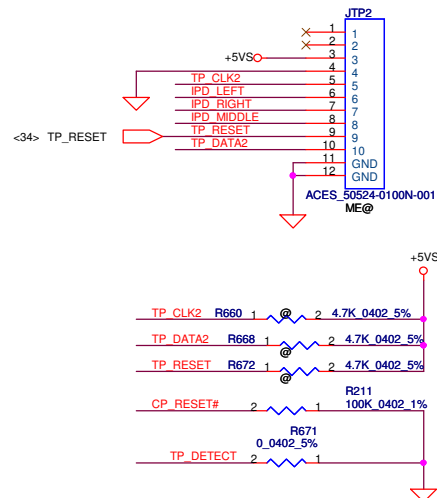 JTP2
1 1
2 2
+5VS 3 3
4 4
TP_CLK2 5 5
IPD_LEFT 6 6
IPD_RIGHT 7 7
IPD_MIDDLE 8 8
<34> TP_RESET TP_RESET 9 9
TP_DATA2 10 10
11 GND
12 GND
ACES_50524-0100N-001
ME@
+5VS
TP_CLK2 R660 1 @ 2 4.7K_0402_5%
TP_DATA2 R668 1 @ 2 4.7K_0402_5%
TP_RESET R672 1 @ 2 4.7K_0402_5%
R211
CP_RESET# 2 1 100K_0402_1%
R671
0_0402_5%
TP_DETECT 2 1